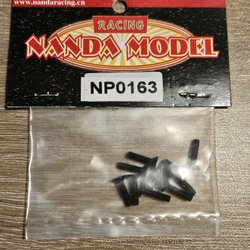 www.nandaracing.cn
RACING
NANDA MODEL
NP0163